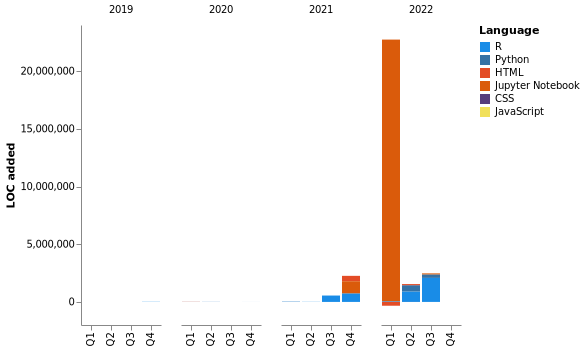 2019 2020 2021 2022
Language
R
Python
HTML
Jupyter Notebook
CSS
JavaScript
LOC added
20,000,000
15,000,000
10,000,000
5,000,000
0
Q1 Q2 Q3 Q4 Q1 Q2 Q3 Q4 Q1 Q2 Q3 Q4 Q1 Q2 Q3 Q4